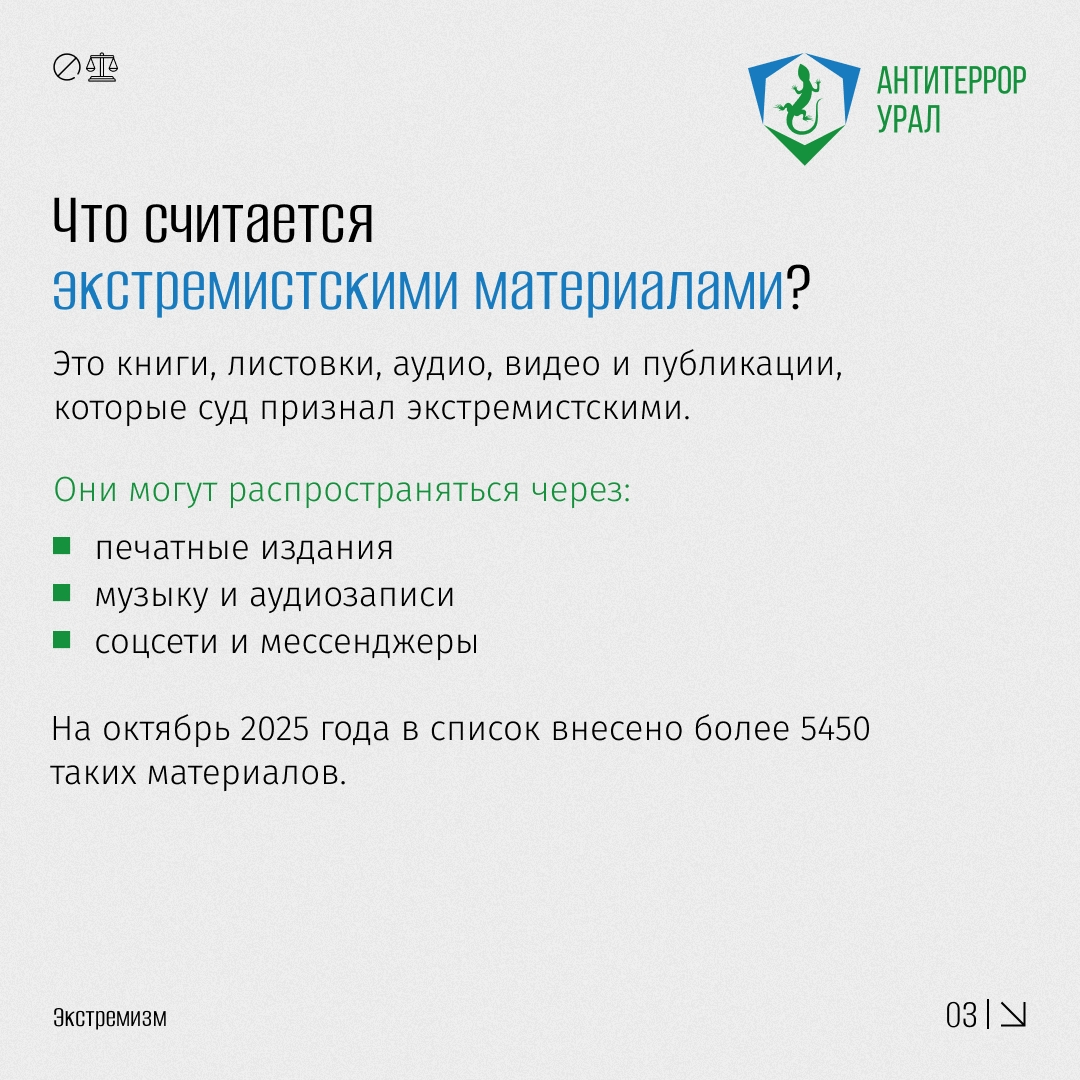 АНТИТЕРРОР
УРАЛ
Что считается
экстремистскими материалами?
Это книги, листовки, аудио, видео и публикации,
которые суд признал экстремистскими.
Они могут распространяться через:
печатные издания
музыку и аудиозаписи
соцсети и мессенджеры
На октябрь 2025 года в список внесено более 5450
таких материалов.
Экстремизм
03